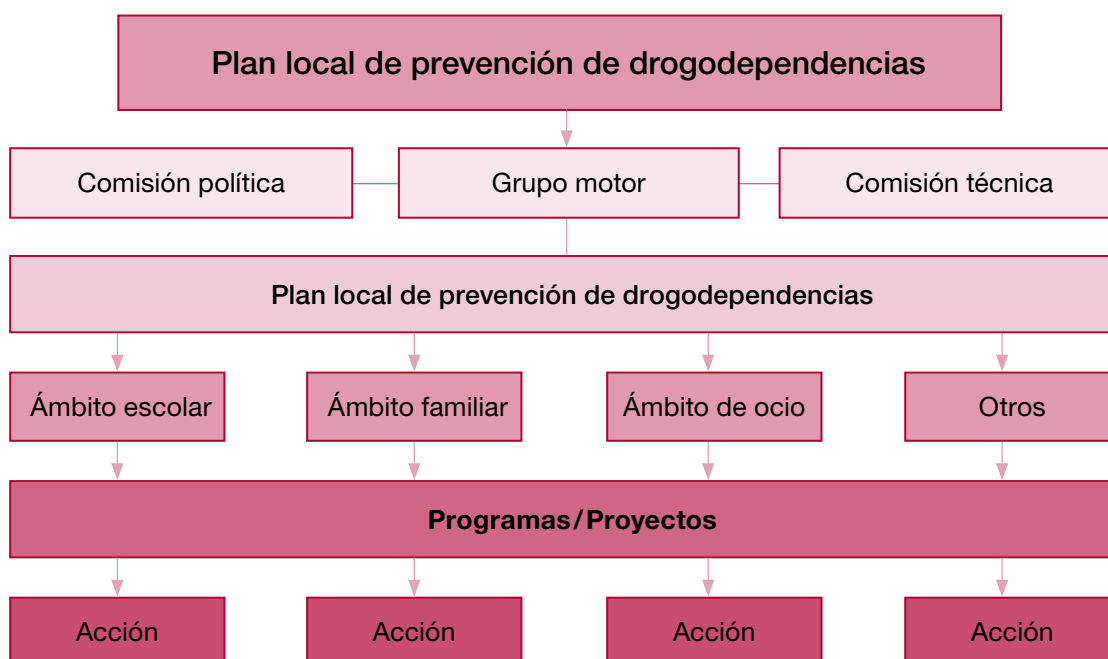 Plan local de prevención de drogodependencias
Comisión política
Grupo motor
Comisión técnica
Plan local de prevención de drogodependencias
Ámbito escolar
Ámbito familiar
Ámbito de ocio
Otros
Programas/Proyectos
Acción
Acción
Acción
Acción